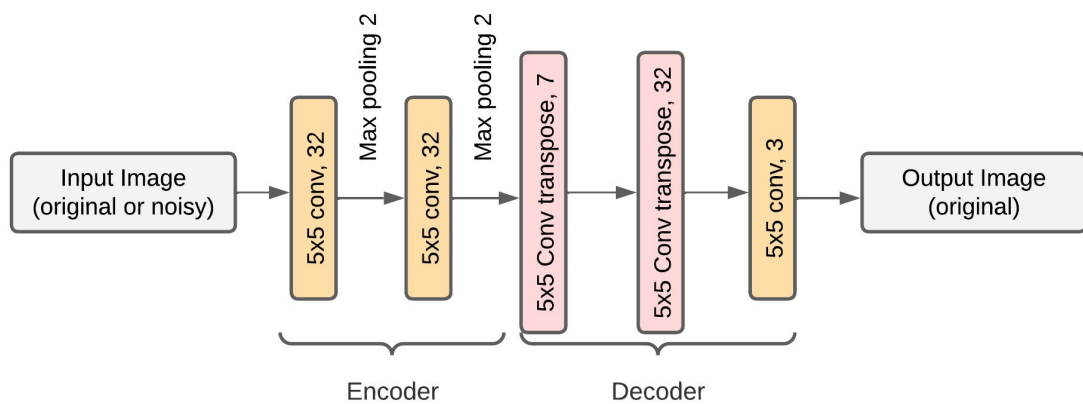 Input Image
(original or noisy)
5x5 conv, 32
Max pooling 2
5x5 conv, 32
Max pooling 2
5x5 Conv transpose, 7
5x5 Conv transpose, 32
5x5 conv, 3
Output Image
(original)
Encoder
Decoder